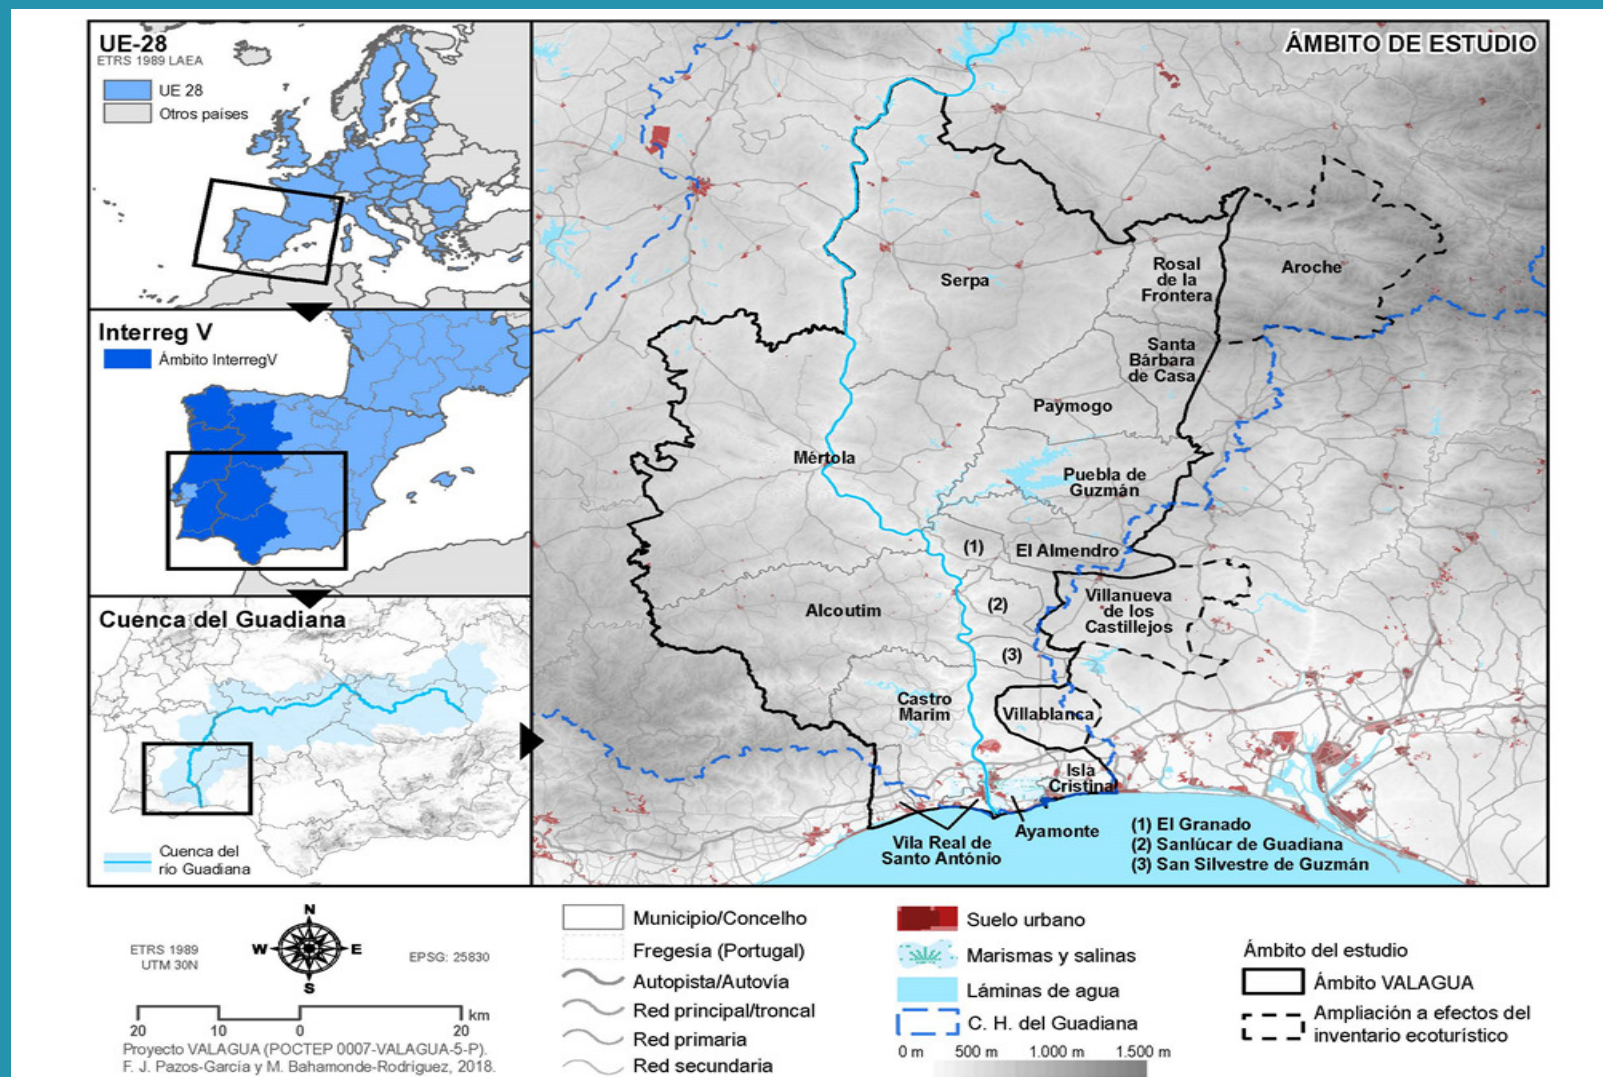 UE-28
ETRS 1989 LAEA
UE 28
Otros países
Interreg V
Ámbito InterregV
Cuenca del Guadiana
Cuenca del
río Guadiana
ÁMBITO DE ESTUDIO
Serpa
Rosal
de la
Frontera
Aroche
Santa
Bárbara
de Casa
Paymogo
Mértola
Puebla de
Guzmán
(1)
El Almendro
Alcoutim
(2)
Villanueva
de los
Castillejos
(3)
Castro
Marim
Villablanca
Isla
Cristina
Ayamonte
Vila Real de
Santo António
(1) El Granado
(2) Sanlúcar de Guadiana
(3) San Silvestre de Guzmán
ETRS 1989
UTM 30N
N
W
E
S
EPSG: 25830
20 10 0 20 km
Proyecto VALAGUA (POCTEP 0007-VALAGUA-5-P).
F. J. Pazos-García y M. Bahamonde-Rodríguez, 2018.
Municipio/Concelho
Fregesía (Portugal)
Autopista/Autovía
Red principal/troncal
Red primaria
Red secundaria
Suelo urbano
Marismas y salinas
Láminas de agua
C. H. del Guadiana
0 m 500 m 1.000 m 1.500 m
Ámbito del estudio
Ámbito VALAGUA
Ampliación a efectos del
inventario ecoturístico